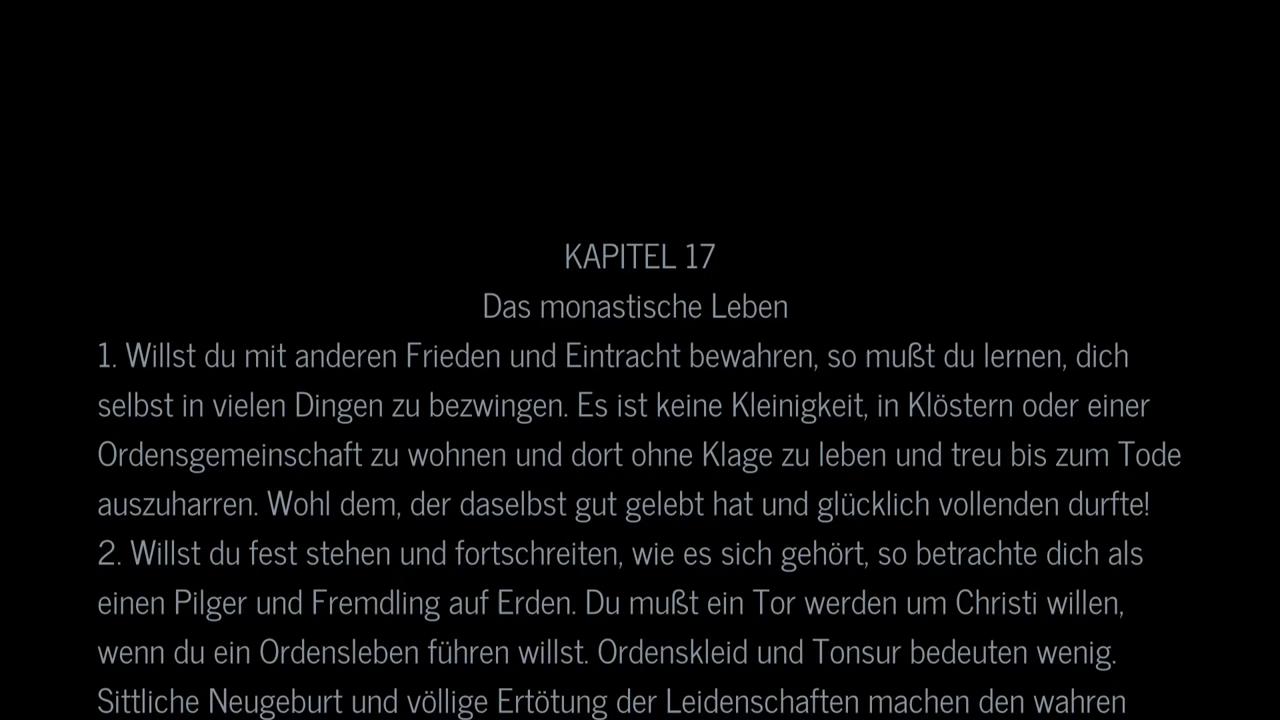 KAPITEL 17
Das monastische Leben
1. Willst du mit anderen Frieden und Eintracht bewahren, so mußt du lernen, dich
selbst in vielen Dingen zu bezwingen. Es ist keine Kleinigkeit, in Klöstern oder einer
Ordensgemeinschaft zu wohnen und dort ohne Klage zu leben und treu bis zum Tode
auszuharren. Wohl dem, der daselbst gut gelebt hat und glücklich vollenden durfte!
2. Willst du fest stehen und fortschreiten, wie es sich gehört, so betrachte dich als
einen Pilger und Fremdling auf Erden. Du mußt ein Tor werden um Christi willen,
wenn du ein Ordensleben führen willst. Ordenskleid und Tonsur bedeuten wenig.
Sittliche Neugeburt und völlige Ertötung der Leidenschaften machen den wahren